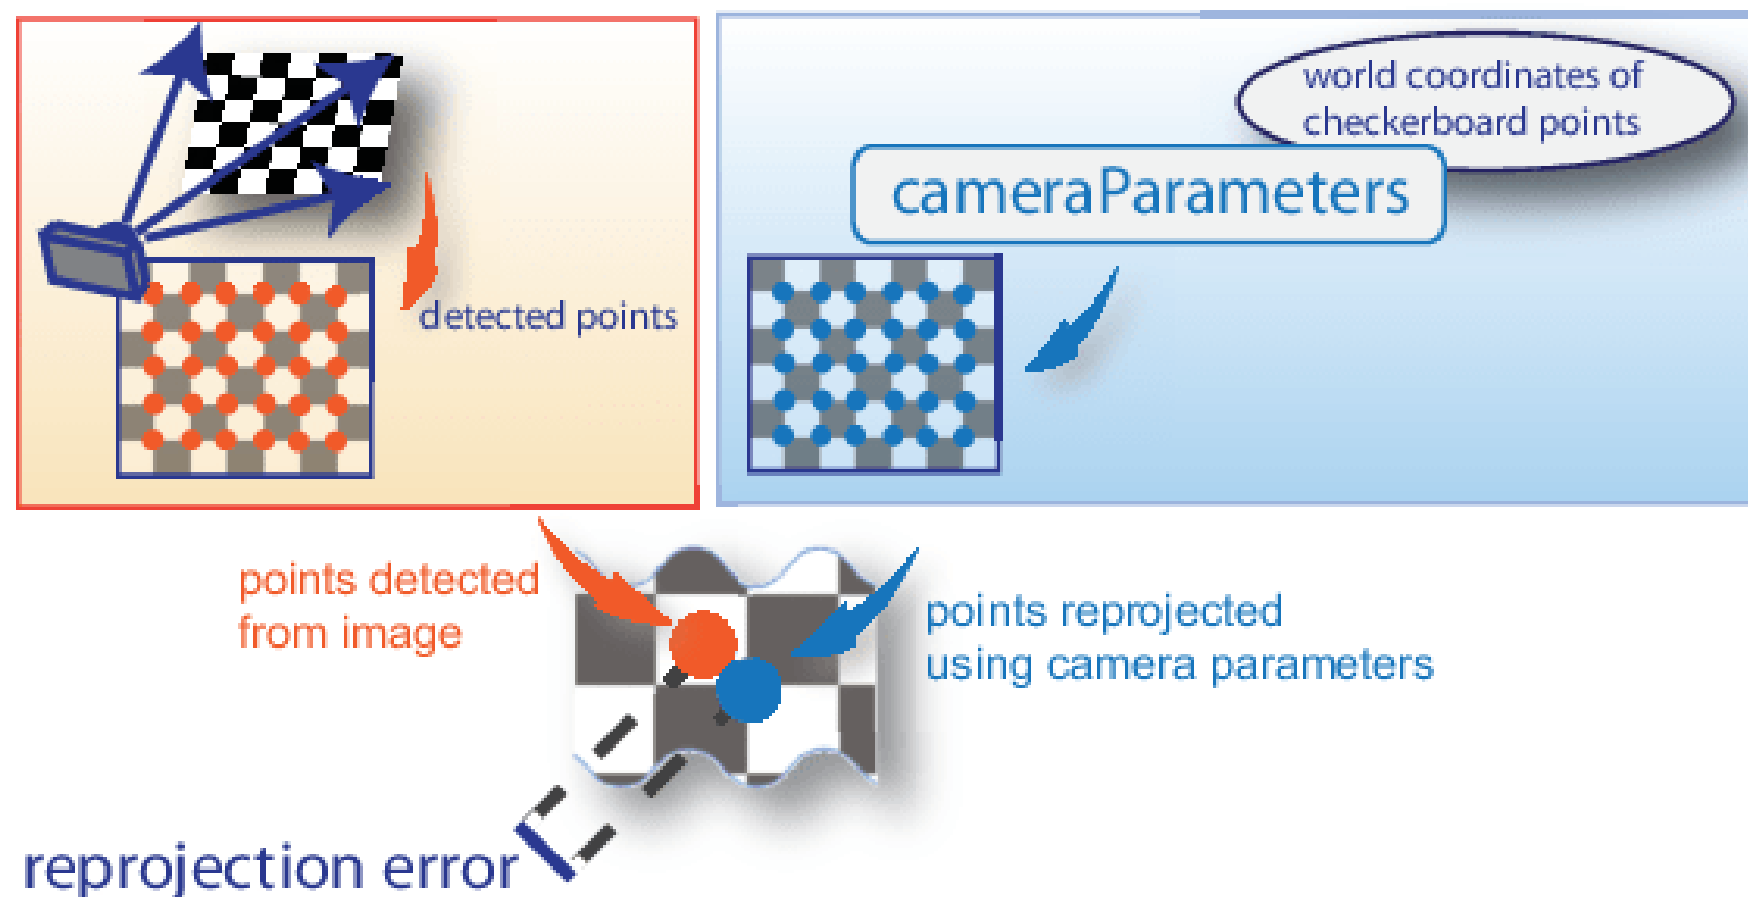 world coordinates of
checkerboard points
cameraParameters
detected points
points detected
from image
points reprojected
using camera parameters
reprojection error